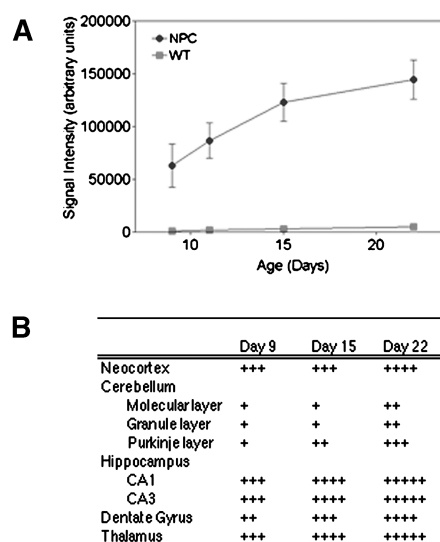 A
200000
NPC
WT
150000
100000
50000
0
Signal Intensity (arbitrary units)
10 15 20
Age (Days)
B
Day 9 Day 15 Day 22
Neocortex +++ +++ ++++
Cerebellum
Molecular layer + + ++
Granule layer + + ++
Purkinje layer + ++ +++
Hippocampus
CA1 +++ ++++ +++++
CA3 +++ ++++ +++++
Dentate Gyrus ++ +++ ++++
Thalamus +++ ++++ +++++